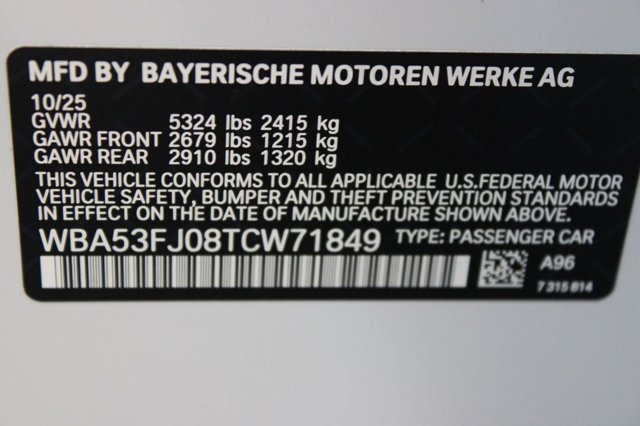 MFD BY BAYERISCHE MOTOREN WERKE AG
10/25
GVWR 5324 lbs 2415 kg
GAWR FRONT 2679 lbs 1215 kg
GAWR REAR 2910 lbs 1320 kg
THIS VEHICLE CONFORMS TO ALL APPLICABLE U.S.FEDERAL MOTOR
VEHICLE SAFETY, BUMPER, AND THEFT PREVENTION STANDARDS
IN EFFECT ON THE DATE OF MANUFACTURE SHOWN ABOVE.
WBA53FJ08TCW71849 TYPE: PASSENGER CAR
A96
7 315 814